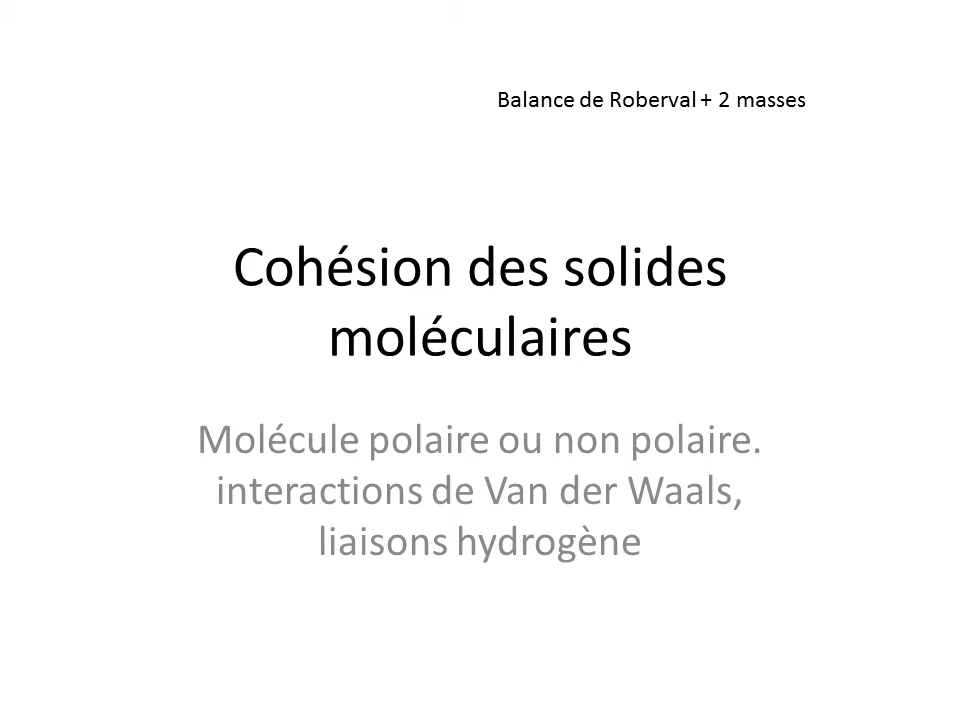 Balance de Roberval + 2 masses
Cohésion des solides
moléculaires
Molécule polaire ou non polaire.
interactions de Van der Waals,
liaisons hydrogène